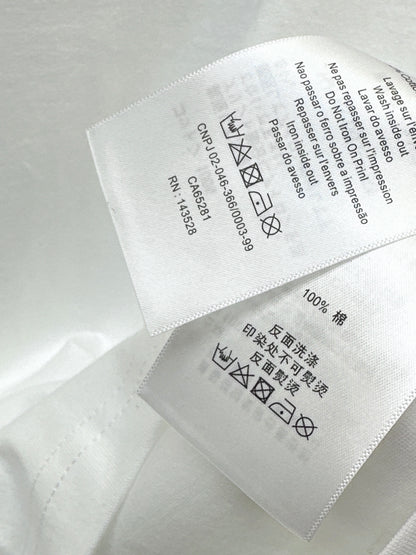 Lavage sur
Wash inside out
Lavar do avesso
Ne pas repasser sur l'impression
Do Not Iron On Print!
Nao passar o ferro sobre a impressão
Repasser sur l'envers
Iron inside out
Passar do avesso
CNPJ 02-046-366/0003-99
CA65281
RN: 143528
100% 棉
反面洗涤
印染处不可熨烫
反面熨烫